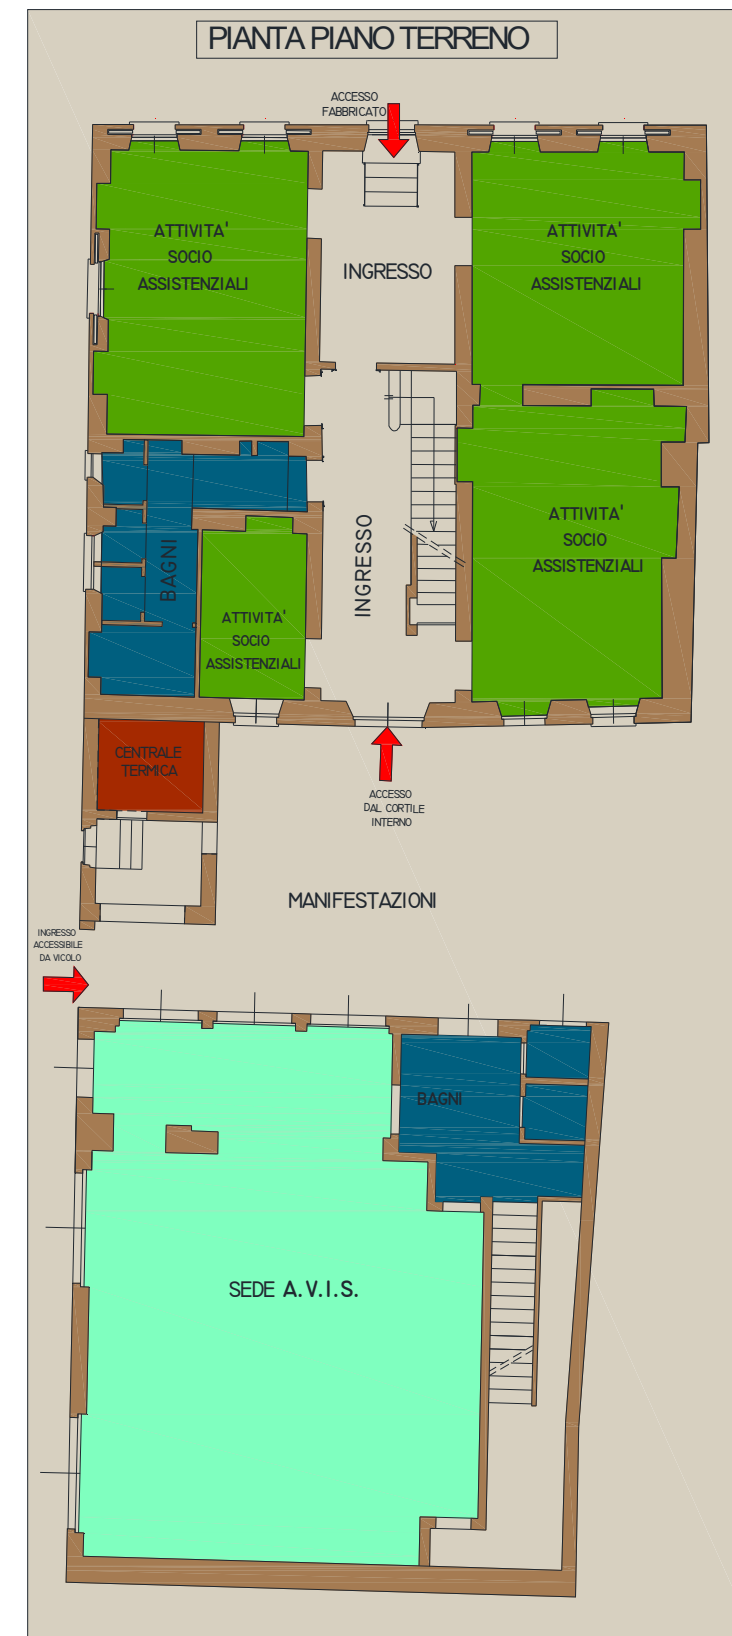 PIANTA PIANO TERRENO
ACCESSO
FABBRICATO
ATTIVITA'
SOCIO
ASSISTENZIALI
INGRESSO
ATTIVITA'
SOCIO
ASSISTENZIALI
ATTIVITA'
SOCIO
ASSISTENZIALI
BAGNI
INGRESSO
ATTIVITA'
SOCIO
ASSISTENZIALI
CENTRALE
TERMICA
ACCESSO
DAL CORTILE
INTERNO
MANIFESTAZIONI
INGRESSO
ACCESSIBILE
DA VICOLO
BAGNI
SEDE A.V.I.S.